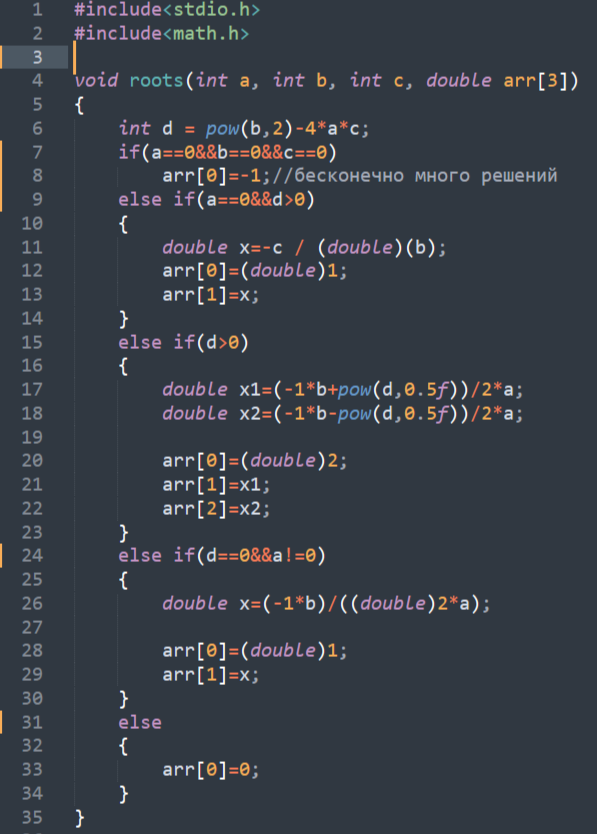 1 #include<stdio.h>
2 #include<math.h>
3
4 void roots(int a, int b, int c, double arr[3])
5 {
6     int d = pow(b,2)-4*a*c;
7     if(a==0&&b==0&&c==0)
8         arr[0]=-1;//бесконечно много решений
9     else if(a==0&&d>0)
10     {
11         double x=-c / (double)(b);
12         arr[0]=(double)1;
13         arr[1]=x;
14     }
15     else if(d>0)
16     {
17         double x1=(-1*b+pow(d,0.5f))/2*a;
18         double x2=(-1*b-pow(d,0.5f))/2*a;
19
20         arr[0]=(double)2;
21         arr[1]=x1;
22         arr[2]=x2;
23     }
24     else if(d==0&&a!=0)
25     {
26         double x=(-1*b)/((double)2*a);
27
28         arr[0]=(double)1;
29         arr[1]=x;
30     }
31     else
32     {
33         arr[0]=0;
34     }
35 }